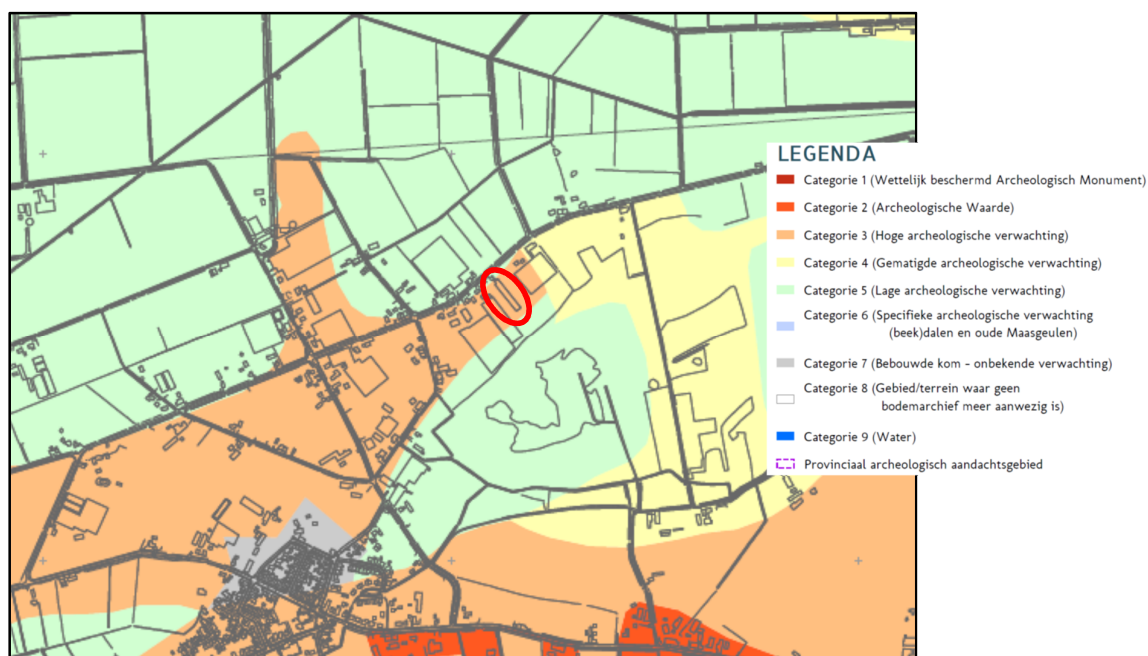 LEGENDA
Categorie 1 (Wettelijk beschermd Archeologisch Monument)
Categorie 2 (Archeologische Waarde)
Categorie 3 (Hoge archeologische verwachting)
Categorie 4 (Gematigde archeologische verwachting)
Categorie 5 (Lage archeologische verwachting)
Categorie 6 (Specifieke archeologische verwachting
(beek)dalen en oude Maasgeulen)
Categorie 7 (Bebouwde kom - onbekende verwachting)
Categorie 8 (Gebied/terrein waar geen
bodemarchief meer aanwezig is)
Categorie 9 (Water)
Provinciaal archeologisch aandachtsgebied